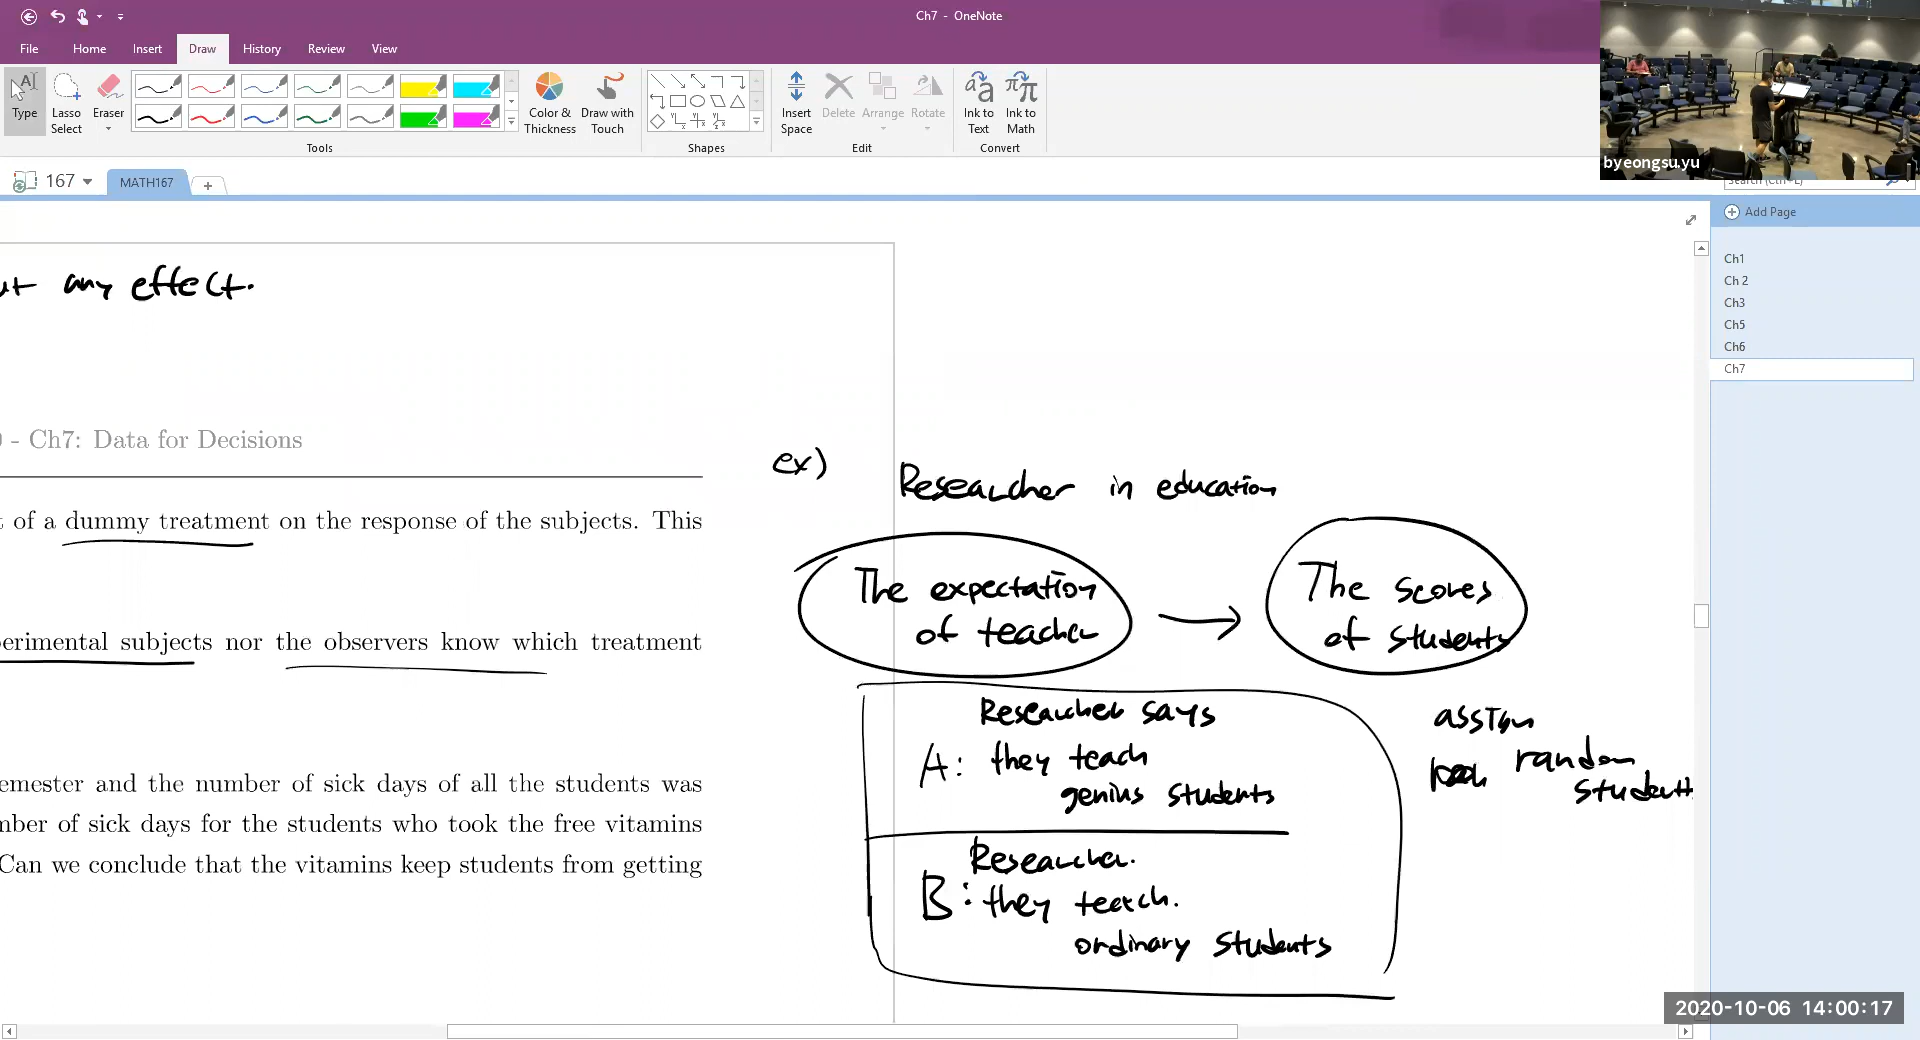 Ch7 - OneNote
File Home Insert Draw History Review View
Type
Lasso Select
Eraser
Color & Thickness
Draw with Touch
Insert Space
Delete
Arrange
Rotate
Ink to Text
Ink to Math
Tools
Shapes
Edit
Convert
byeongsu.yu
167
MATH167
Search (Ctrl+E)
Add Page
Ch1
Ch 2
Ch3
Ch5
Ch6
Ch7
any effect.
- Ch7: Data for Decisions
of a dummy treatment on the response of the subjects. This
perimental subjects nor the observers know which treatment
emester and the number of sick days of all the students was
mber of sick days for the students who took the free vitamins
Can we conclude that the vitamins keep students from getting
ex)
Researcher in education
The expectation
of teacher
The scores
of students
Researcher says
A: they teach
genius students
Researcher.
B: they teach.
ordinary students
assign
random
students
2020-10-06 14:00:17